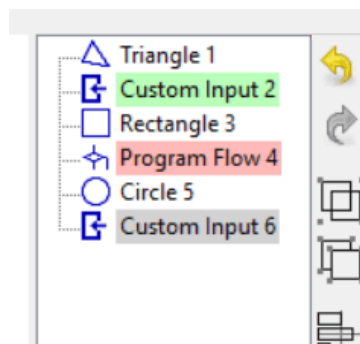 Triangle 1
Custom Input 2
Rectangle 3
Program Flow 4
Circle 5
Custom Input 6